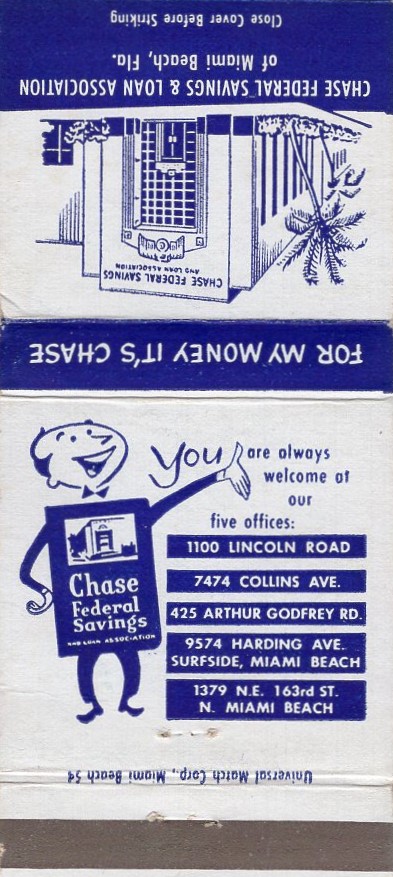 Close Cover Before Striking
of Miami Beach, Fla.
CHASE FEDERAL SAVINGS & LOAN ASSOCIATION
CHASE FEDERAL SAVINGS
AND LOAN ASSOCIATION
FOR MY MONEY IT'S CHASE
You are always
welcome at
our
five offices:
1100 LINCOLN ROAD
7474 COLLINS AVE.
425 ARTHUR GODFREY RD.
9574 HARDING AVE.
SURFSIDE, MIAMI BEACH
1379 N.E. 163rd ST.
N. MIAMI BEACH
Chase
Federal
Savings
AND LOAN ASSOCIATION
Universal Match Corp., Miami Beach 54